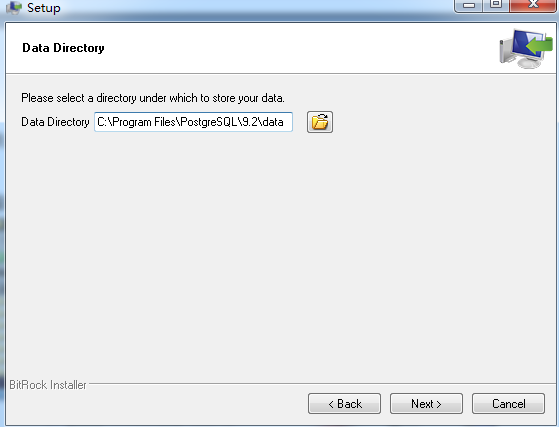 Setup
Data Directory
Please select a directory under which to store your data.
Data Directory C:\Program Files\PostgreSQL\9.2\data
BitRock Installer
< Back Next > Cancel